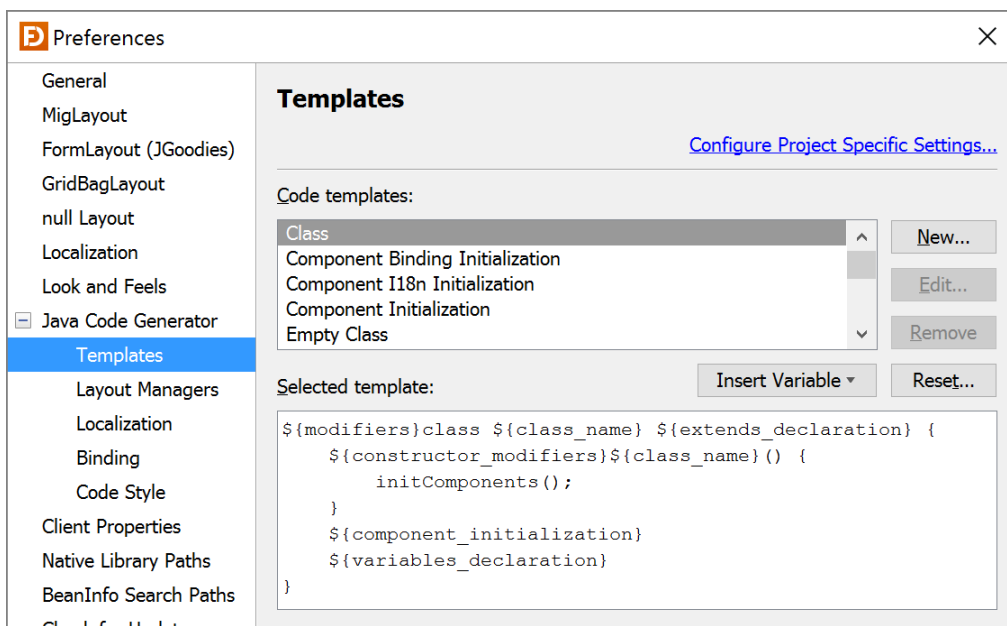 Preferences
General
MigLayout
FormLayout (JGoodies)
GridBagLayout
null Layout
Localization
Look and Feels
Java Code Generator
Templates
Layout Managers
Localization
Binding
Code Style
Client Properties
Native Library Paths
BeanInfo Search Paths
Templates
Configure Project Specific Settings...
Code templates:
Class
Component Binding Initialization
Component I18n Initialization
Component Initialization
Empty Class
New...
Edit...
Remove
Selected template:
Insert Variable
Reset...
${modifiers}class ${class_name} ${extends_declaration} {
    ${constructor_modifiers}${class_name}() {
        initComponents();
    }
    ${component_initialization}
    ${variables_declaration}
}